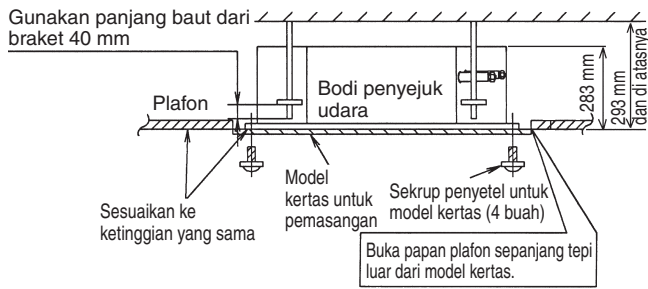 Gunakan panjang baut dari
braket 40 mm
Plafon
Bodi penyejuk
udara
283 mm
293 mm
dan di atasnya
Sesuaikan ke
ketinggian yang sama
Model
kertas untuk
pemasangan
Sekrup penyetel untuk
model kertas (4 buah)
Buka papan plafon sepanjang tepi
luar dari model kertas.